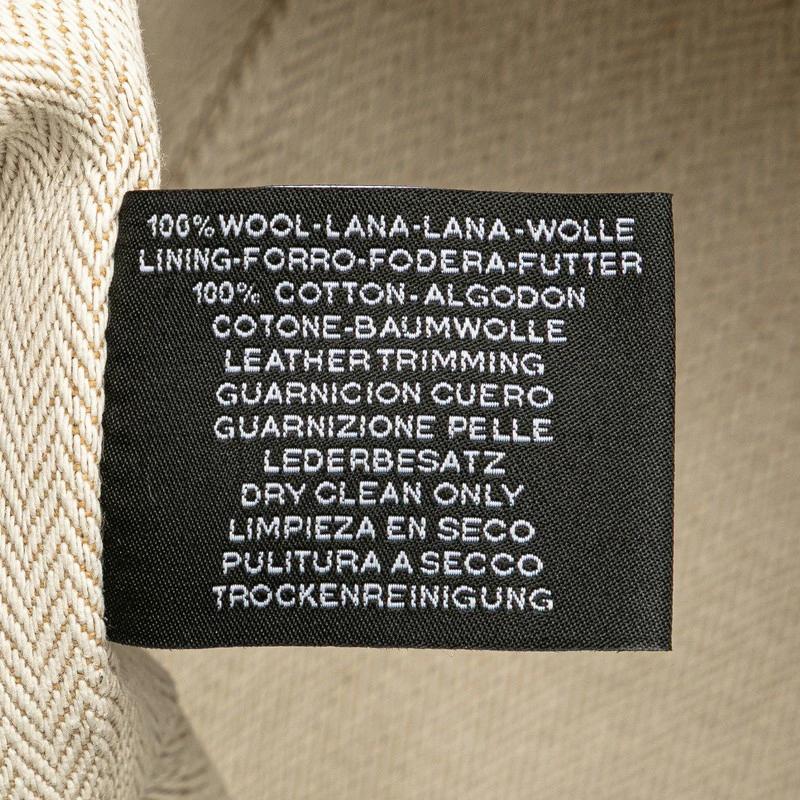 100% WOOL-LANA-LANA-WOLLE
LINING-FORRO-FODERA-FUTTER
100% COTTON-ALGODON
COTONE-BAUMWOLLE
LEATHER TRIMMING
GUARNICION CUERO
GUARNIZIONE PELLE
LEDERBESATZ
DRY CLEAN ONLY
LIMPIEZA EN SECO
PULITURA A SECCO
TROCKENREINIGUNG